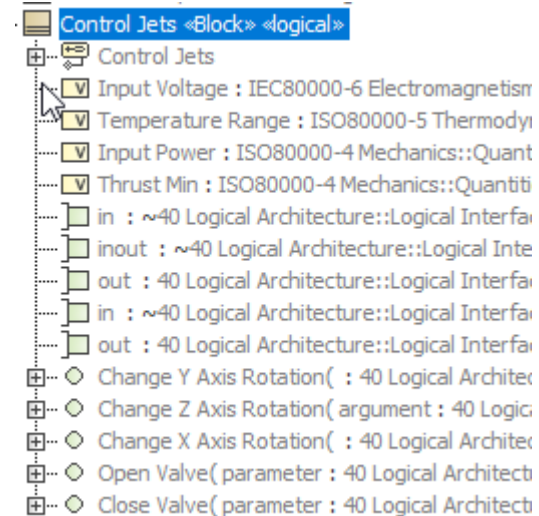 Control Jets «Block» «logical»
Control Jets
V Input Voltage : IEC80000-6 Electromagnetism
V Temperature Range : ISO80000-5 Thermody
V Input Power : ISO80000-4 Mechanics::Quant
V Thrust Min : ISO80000-4 Mechanics::Quantiti
in : ~40 Logical Architecture::Logical Interfa
inout : ~40 Logical Architecture::Logical Inte
out : 40 Logical Architecture::Logical Interfa
in : ~40 Logical Architecture::Logical Interfa
out : 40 Logical Architecture::Logical Interfa
Change Y Axis Rotation( : 40 Logical Architec
Change Z Axis Rotation( argument : 40 Logic
Change X Axis Rotation( : 40 Logical Architec
Open Valve( parameter : 40 Logical Architect
Close Valve( parameter : 40 Logical Architect